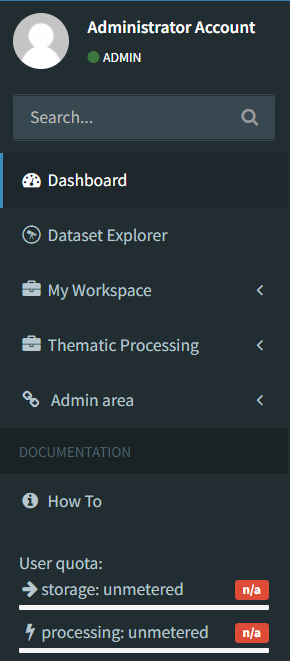 Administrator Account
ADMIN
Search...
Dashboard
Dataset Explorer
My Workspace
Thematic Processing
Admin area
DOCUMENTATION
How To
User quota:
storage: unmetered n/a
processing: unmetered n/a